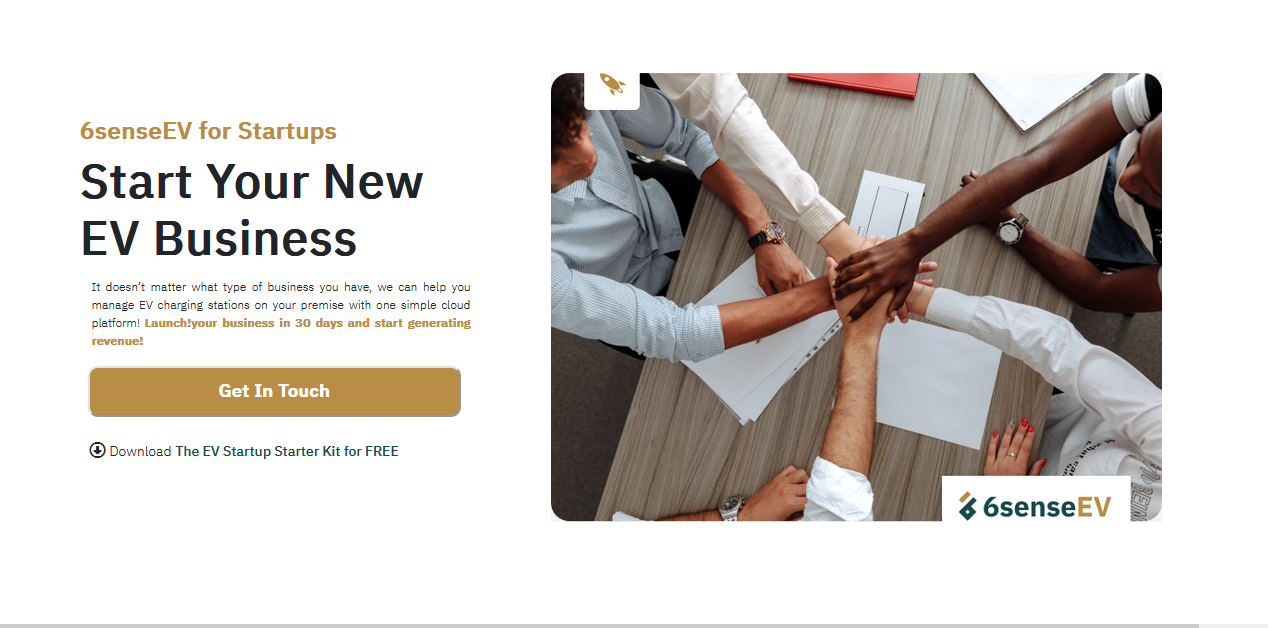 6senseEV for Startups
Start Your New
EV Business
It doesn’t matter what type of business you have, we can help you
manage EV charging stations on your premise with one simple cloud
platform! Launch!your business in 30 days and start generating
revenue!
Get In Touch
Download The EV Startup Starter Kit for FREE
6senseEV